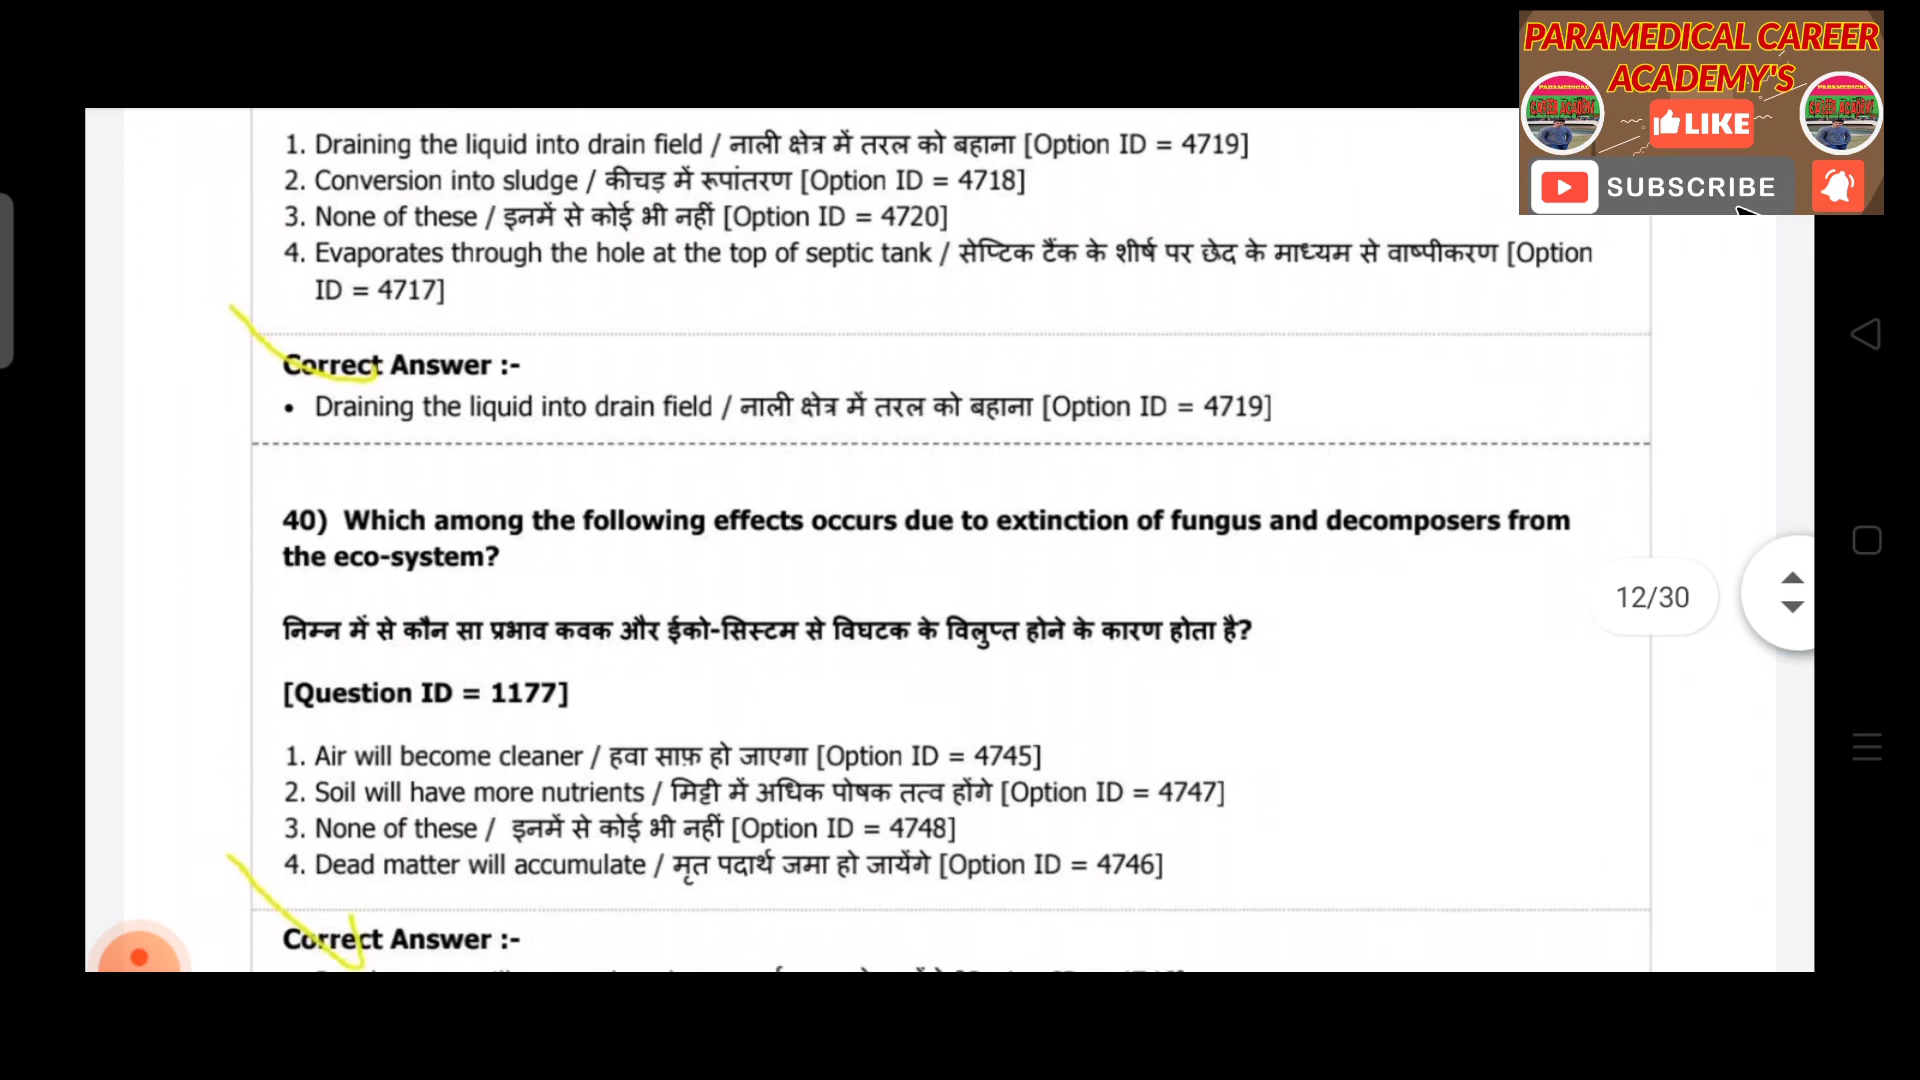 PARAMEDICAL CAREER
ACADEMY'S
LIKE
SUBSCRIBE
1. Draining the liquid into drain field / नाली क्षेत्र में तरल को बहाना [Option ID = 4719]
2. Conversion into sludge / कीचड़ में रूपांतरण [Option ID = 4718]
3. None of these / इनमें से कोई भी नहीं [Option ID = 4720]
4. Evaporates through the hole at the top of septic tank / सेप्टिक टैंक के शीर्ष पर छेद के माध्यम से वाष्पीकरण [Option
ID = 4717]
Correct Answer :-
• Draining the liquid into drain field / नाली क्षेत्र में तरल को बहाना [Option ID = 4719]
40) Which among the following effects occurs due to extinction of fungus and decomposers from
the eco-system?
12/30
निम्न में से कौन सा प्रभाव कवक और ईको-सिस्टम से विघटक के विलुप्त होने के कारण होता है?
[Question ID = 1177]
1. Air will become cleaner / हवा साफ़ हो जाएगा [Option ID = 4745]
2. Soil will have more nutrients / मिट्टी में अधिक पोषक तत्व होंगे [Option ID = 4747]
3. None of these / इनमें से कोई भी नहीं [Option ID = 4748]
4. Dead matter will accumulate / मृत पदार्थ जमा हो जायेंगे [Option ID = 4746]
Correct Answer :-